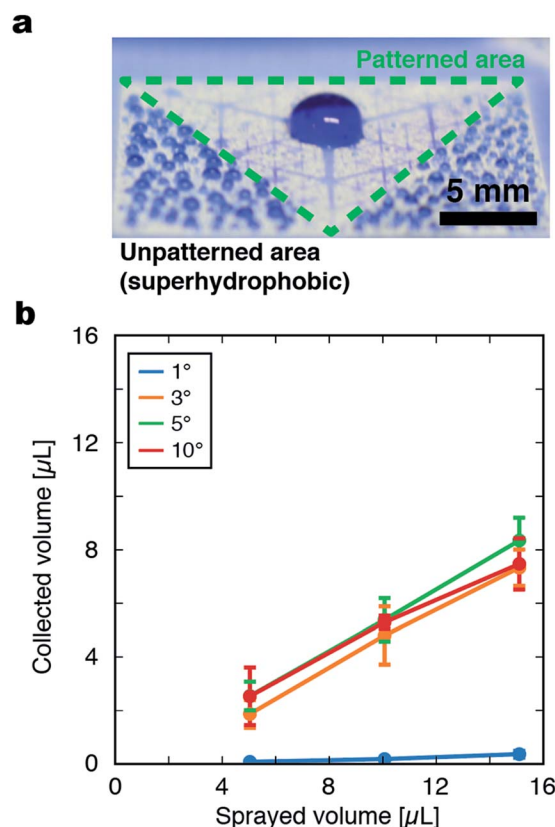 a
Patterned area
5 mm
Unpatterned area
(superhydrophobic)
b
16
12
8
4
0
1°
3°
5°
10°
Collected volume [µL]
0
4
8
12
16
Sprayed volume [µL]